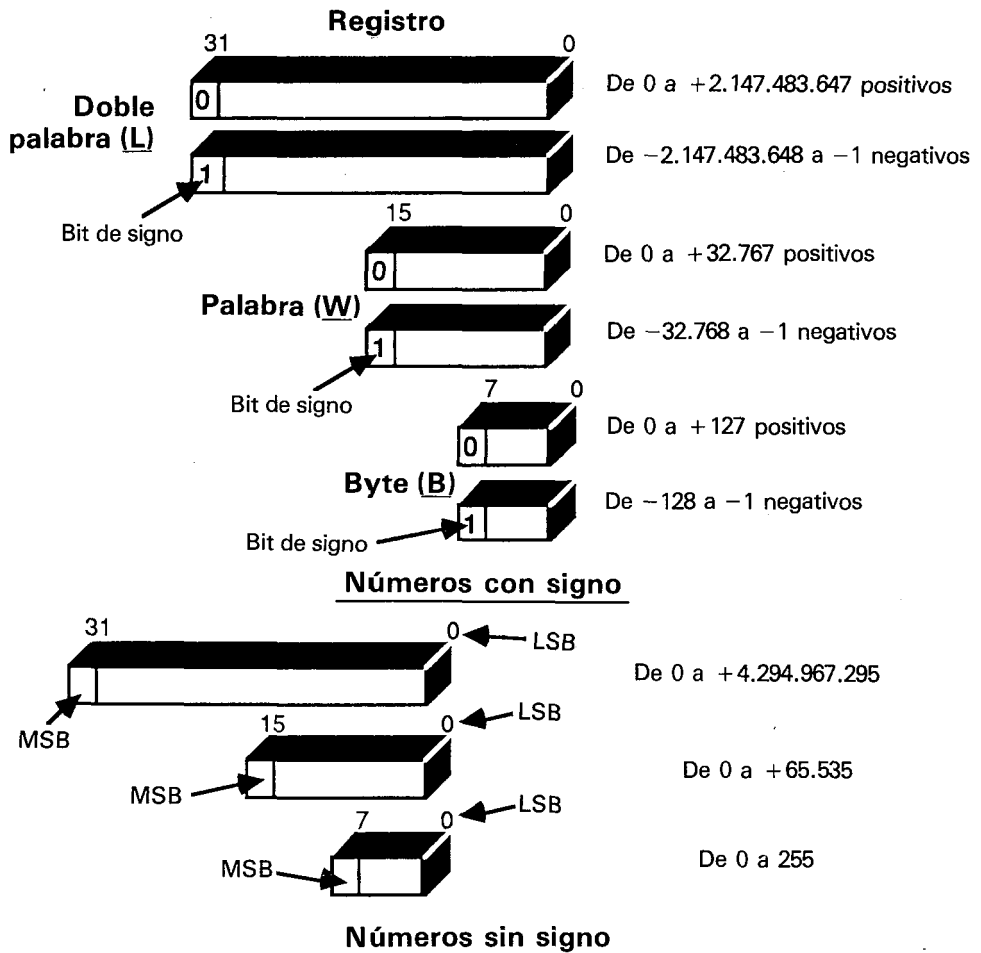 Registro
31 0
0 De 0 a +2.147.483.647 positivos
Doble
palabra (L)
1 De −2.147.483.648 a −1 negativos
Bit de signo
15 0
0 De 0 a +32.767 positivos
Palabra (W)
1 De −32.768 a −1 negativos
Bit de signo
7 0
0 De 0 a +127 positivos
Byte (B)
1 De −128 a −1 negativos
Bit de signo
Números con signo
31 0 LSB
De 0 a +4.294.967.295
MSB
15 0 LSB
De 0 a +65.535
MSB
7 0 LSB
De 0 a 255
MSB
Números sin signo